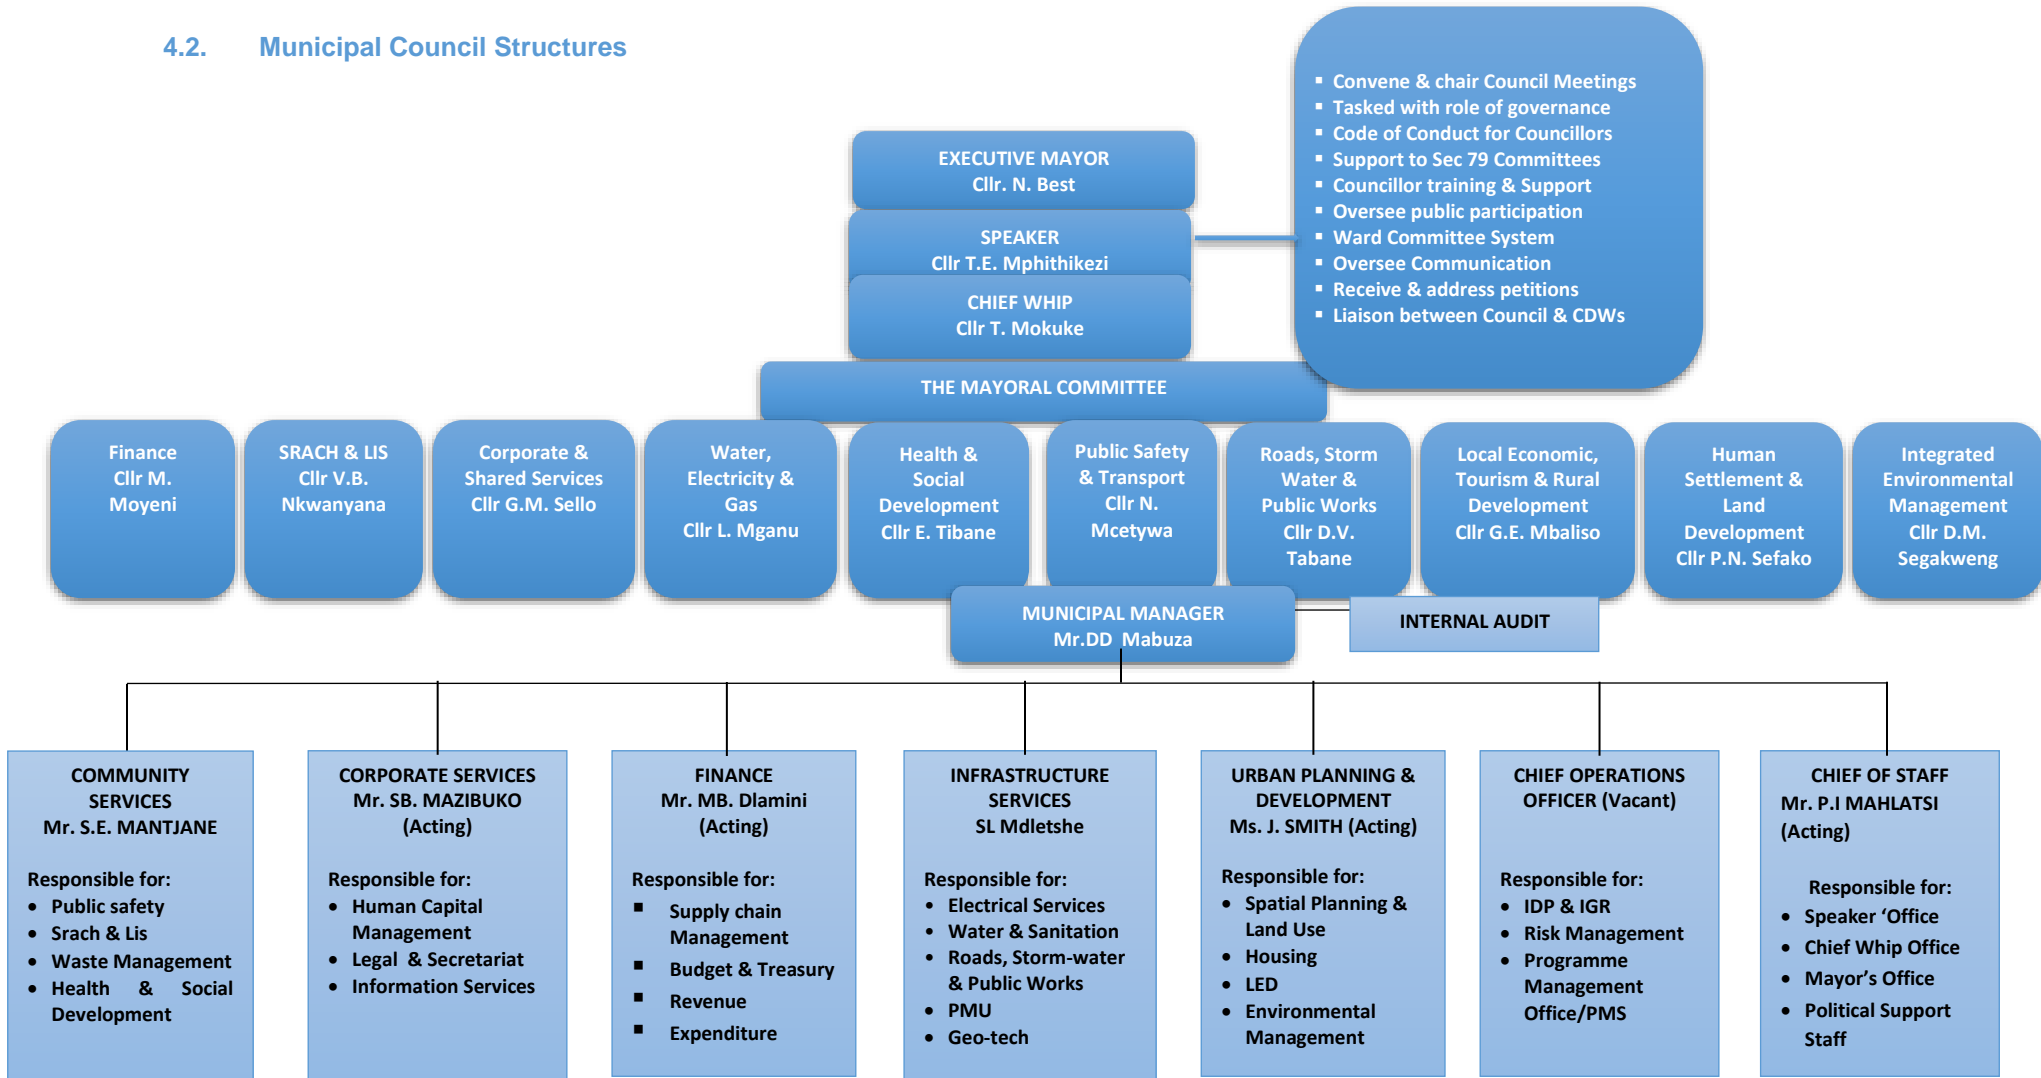 4.2. Municipal Council Structures
▪ Convene & chair Council Meetings
▪ Tasked with role of governance
▪ Code of Conduct for Councillors
▪ Support to Sec 79 Committees
▪ Councillor training & Support
▪ Oversee public participation
▪ Ward Committee System
▪ Oversee Communication
▪ Receive & address petitions
▪ Liaison between Council & CDWs
EXECUTIVE MAYOR
Cllr. N. Best
SPEAKER
Cllr T.E. Mphithikezi
CHIEF WHIP
Cllr T. Mokuke
THE MAYORAL COMMITTEE
Finance
Cllr M.
Moyeni
SRACH & LIS
Cllr V.B.
Nkwanyana
Corporate &
Shared Services
Cllr G.M. Sello
Water,
Electricity &
Gas
Cllr L. Mganu
Health &
Social
Development
Cllr E. Tibane
Public Safety
& Transport
Cllr N.
Mcetywa
Roads, Storm
Water &
Public Works
Cllr D.V.
Tabane
Local Economic,
Tourism & Rural
Development
Cllr G.E. Mbaliso
Human
Settlement &
Land
Development
Cllr P.N. Sefako
Integrated
Environmental
Management
Cllr D.M.
Segakweng
MUNICIPAL MANAGER
Mr.DD Mabuza
INTERNAL AUDIT
COMMUNITY
SERVICES
Mr. S.E. MANTJANE
Responsible for:
• Public safety
• Srach & Lis
• Waste Management
• Health & Social
Development
CORPORATE SERVICES
Mr. SB. MAZIBUKO
(Acting)
Responsible for:
• Human Capital
Management
• Legal & Secretariat
• Information Services
FINANCE
Mr. MB. Dlamini
(Acting)
Responsible for:
▪ Supply chain
Management
▪ Budget & Treasury
▪ Revenue
▪ Expenditure
INFRASTRUCTURE
SERVICES
SL Mdletshe
Responsible for:
• Electrical Services
• Water & Sanitation
• Roads, Storm-water
& Public Works
• PMU
• Geo-tech
URBAN PLANNING &
DEVELOPMENT
Ms. J. SMITH (Acting)
Responsible for:
• Spatial Planning &
Land Use
• Housing
• LED
• Environmental
Management
CHIEF OPERATIONS
OFFICER (Vacant)
Responsible for:
• IDP & IGR
• Risk Management
• Programme
Management
Office/PMS
CHIEF OF STAFF
Mr. P.I MAHLATSI
(Acting)
Responsible for:
• Speaker ‘Office
• Chief Whip Office
• Mayor’s Office
• Political Support
Staff